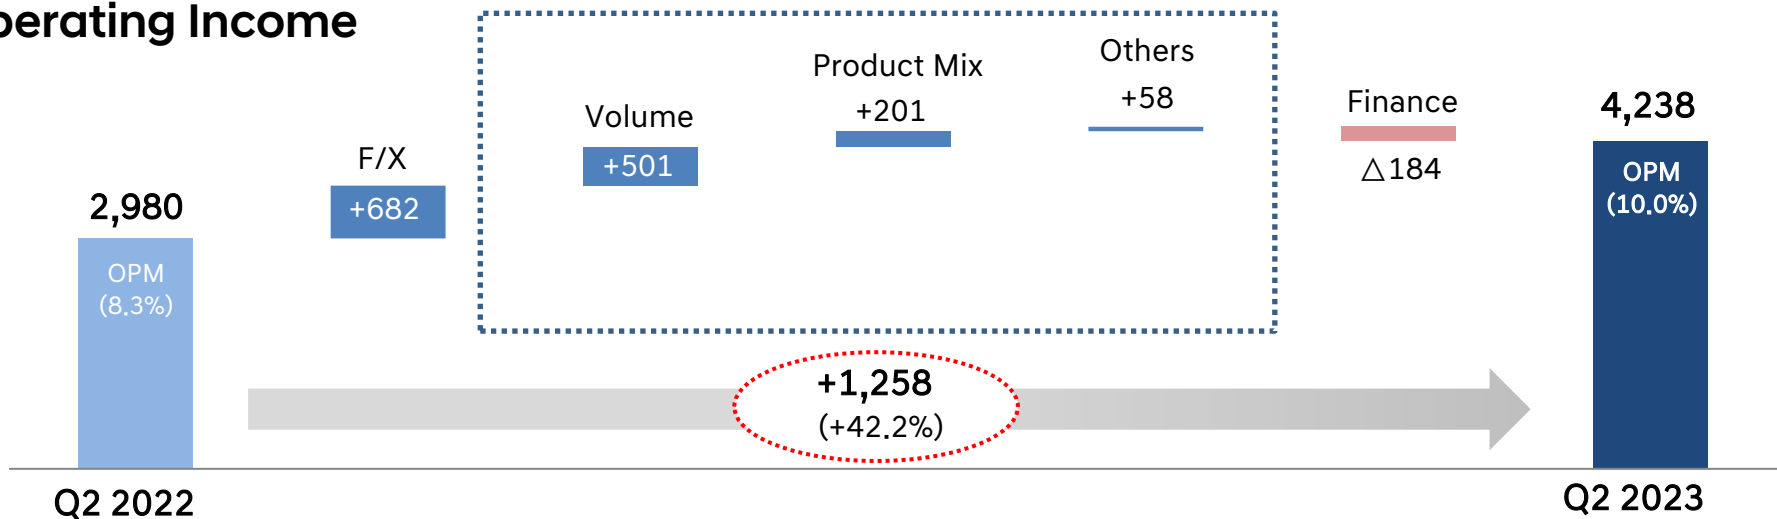 perating Income
2,980
OPM
(8.3%)
Q2 2022
F/X
+682
Volume
+501
Product Mix
+201
Others
+58
Finance
△184
4,238
OPM
(10.0%)
Q2 2023
+1,258
(+42.2%)